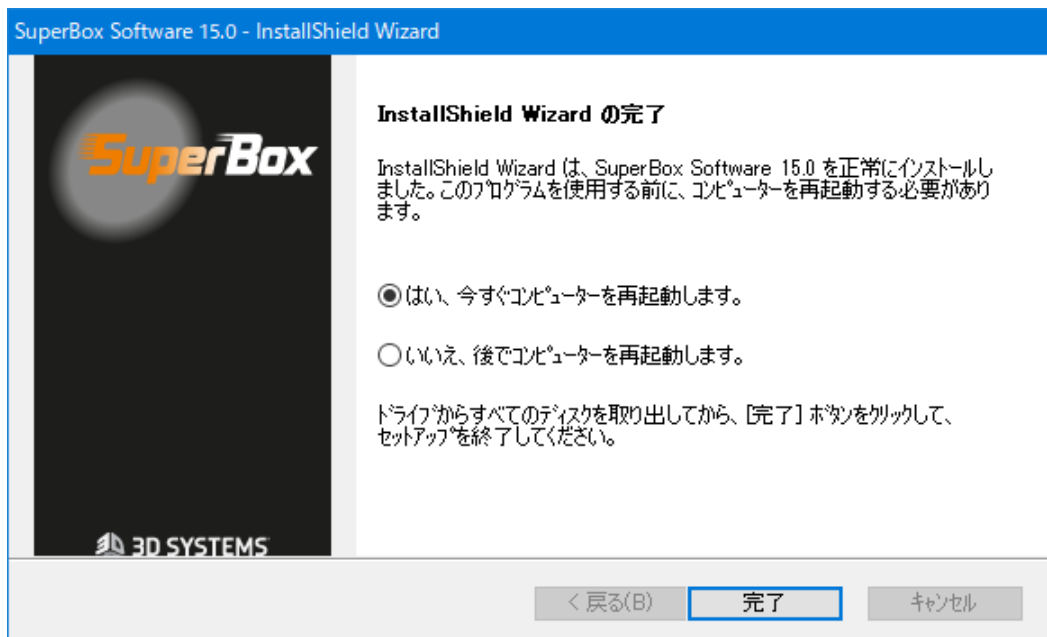 SuperBox Software 15.0 - InstallShield Wizard
SuperBox
InstallShield Wizard の完了
InstallShield Wizard は、SuperBox Software 15.0 を正常にインストールし
ました。このプログラムを使用する前に、コンピューターを再起動する必要があり
ます。
はい、今すぐコンピューターを再起動します。
いいえ、後でコンピューターを再起動します。
ドライブからすべてのディスクを取り出してから、[完了] ボタンをクリックして、
セットアップを終了してください。
3D SYSTEMS
< 戻る(B)
完了
キャンセル